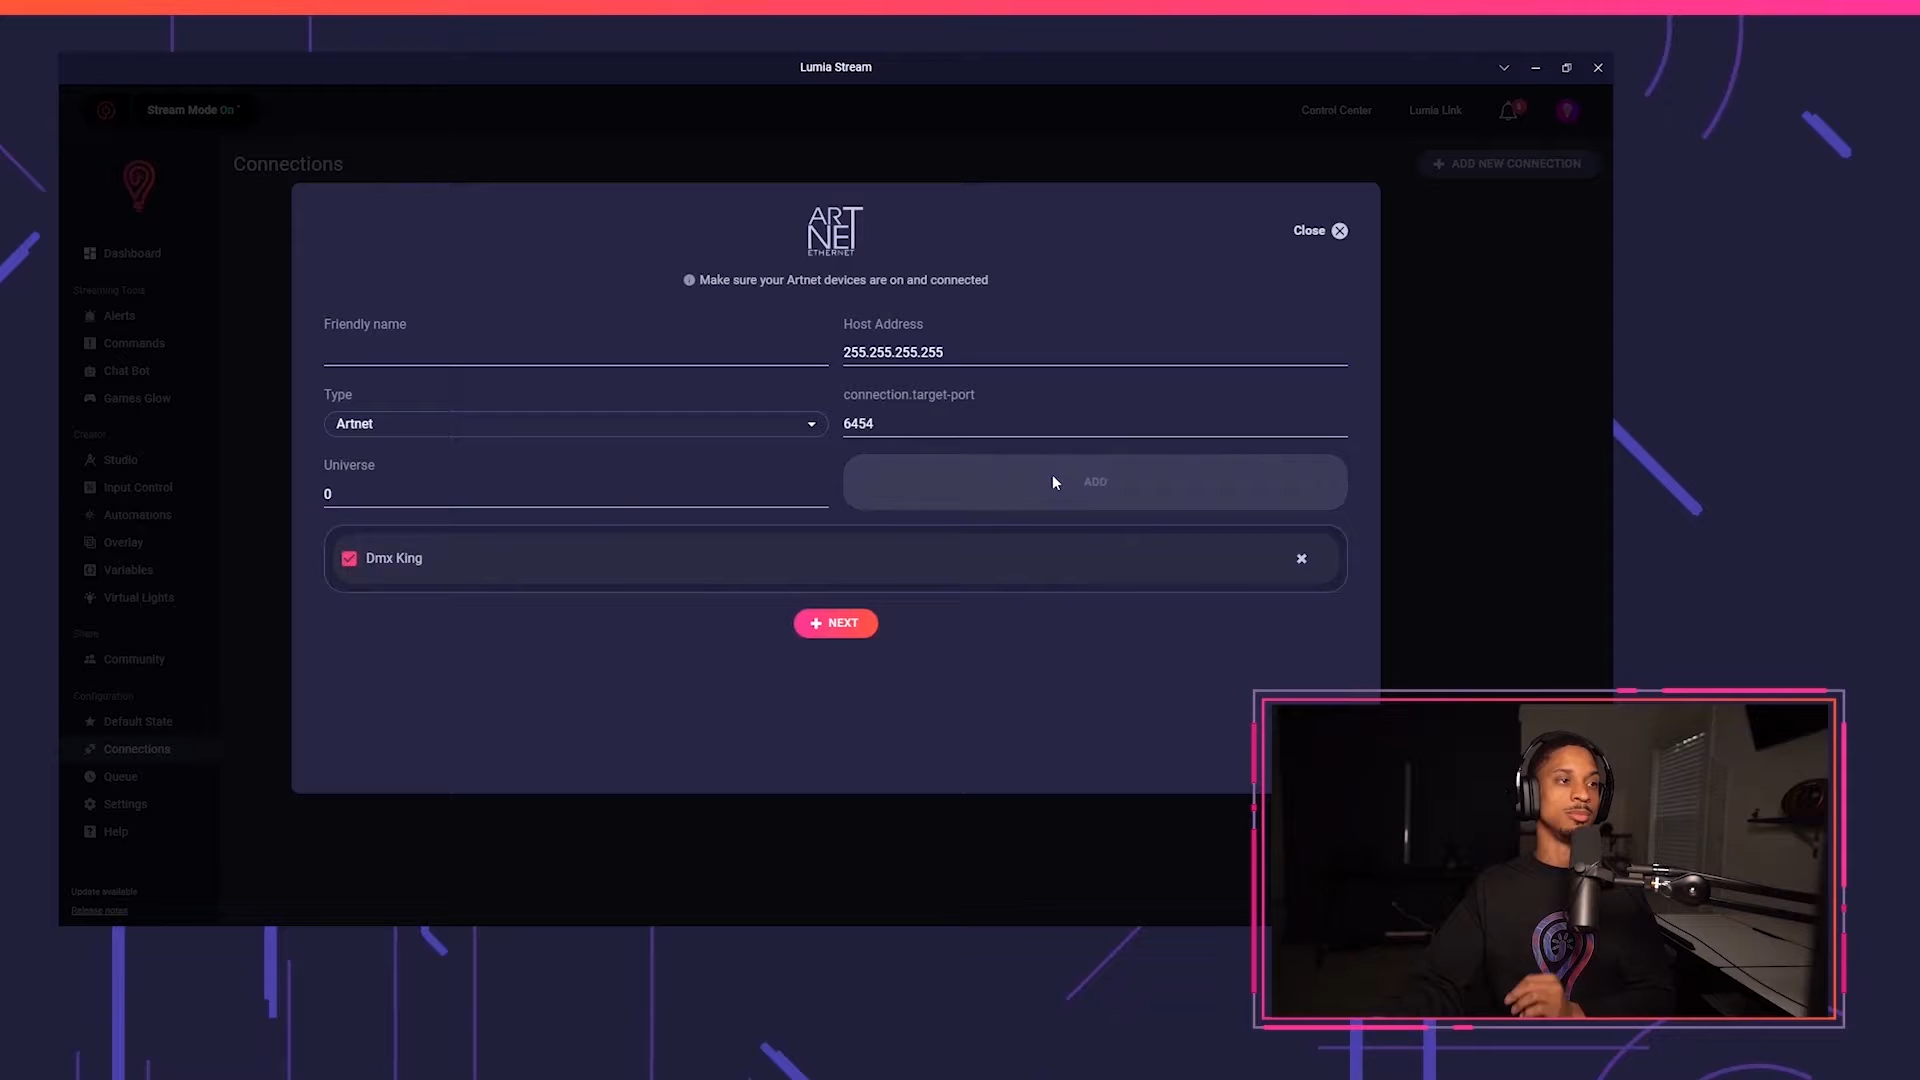 Lumia Stream
Stream Mode On
Control Center
Lumia Link
Connections
ADD NEW CONNECTION
ART
NET
ETHERNET
Close
Make sure your Artnet devices are on and connected
Dashboard
Streaming Tools
Alerts
Commands
Chat Bot
Games Glow
Creator
Studio
Input Control
Automations
Overlay
Variables
Virtual Lights
Share
Community
Configuration
Default State
Connections
Queue
Settings
Help
Update available
Release notes
Friendly name
Host Address
255.255.255.255
Type
Artnet
connection.target-port
6454
Universe
0
ADD
Dmx King
NEXT